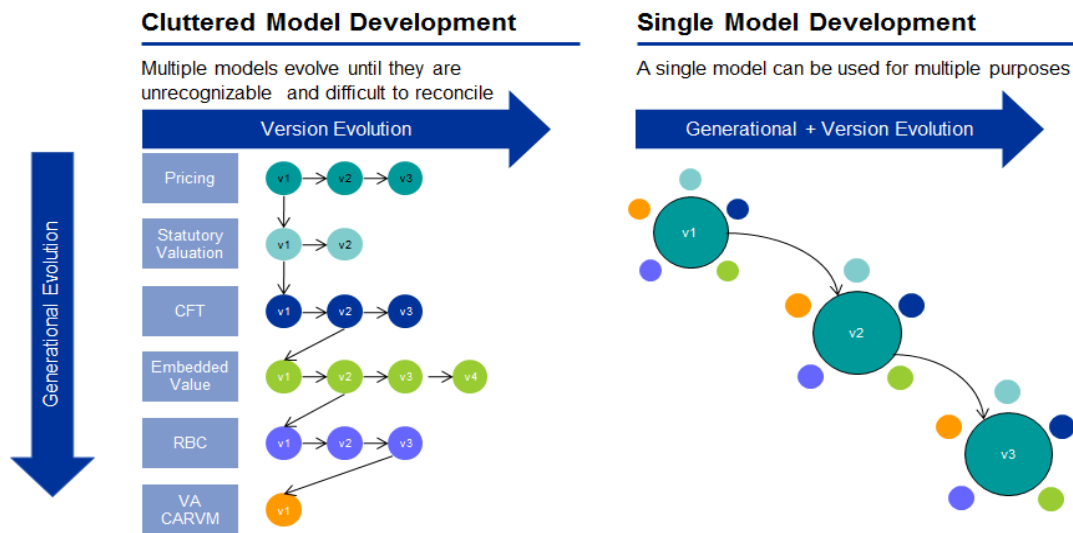 Cluttered Model Development
Multiple models evolve until they are
unrecognizable and difficult to reconcile
Version Evolution
Generational Evolution
Pricing
v1
v2
v3
Statutory
Valuation
v1
v2
CFT
v1
v2
v3
Embedded
Value
v1
v2
v3
v4
RBC
v1
v2
v3
VA
CARVM
v1
Single Model Development
A single model can be used for multiple purposes
Generational + Version Evolution
v1
v2
v3